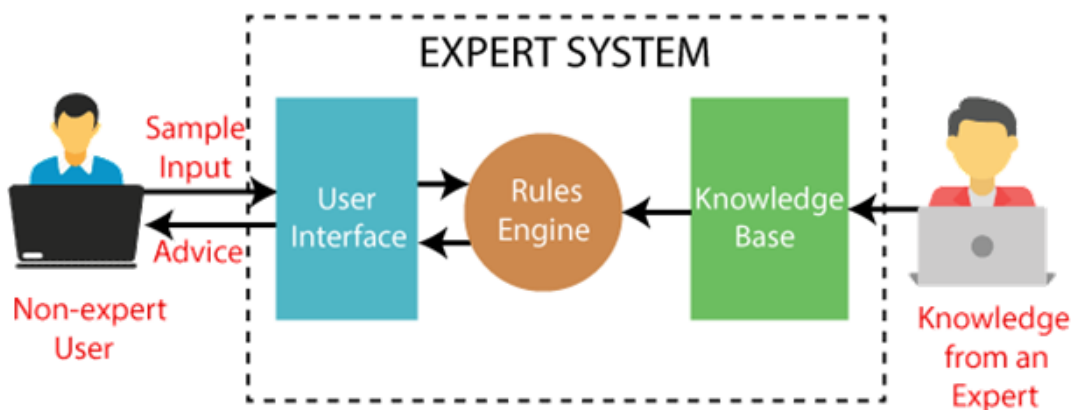 EXPERT SYSTEM
Sample
Input
Advice
Non-expert
User
User
Interface
Rules
Engine
Knowledge
Base
Knowledge
from an
Expert